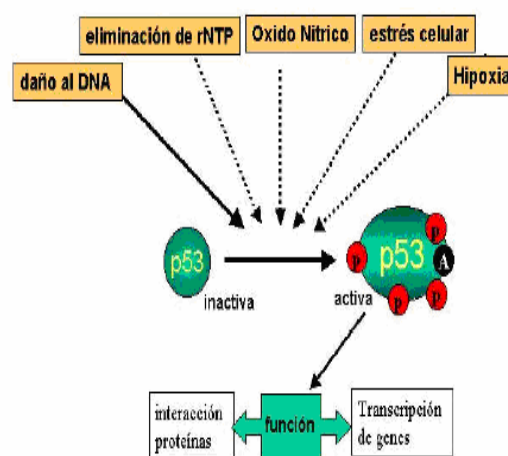 eliminación de rNTP
Oxido Nitrico
estrés celular
daño al DNA
Hipoxia
p53
inactiva
p53
activa
p
p
p
p
A
interacción
proteínas
función
Transcripción
de genes